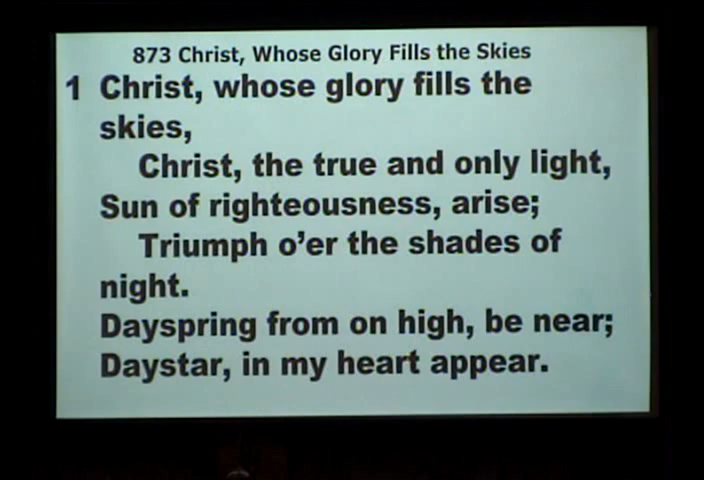 873 Christ, Whose Glory Fills the Skies
1 Christ, whose glory fills the
skies,
Christ, the true and only light,
Sun of righteousness, arise;
Triumph o’er the shades of
night.
Dayspring from on high, be near;
Daystar, in my heart appear.